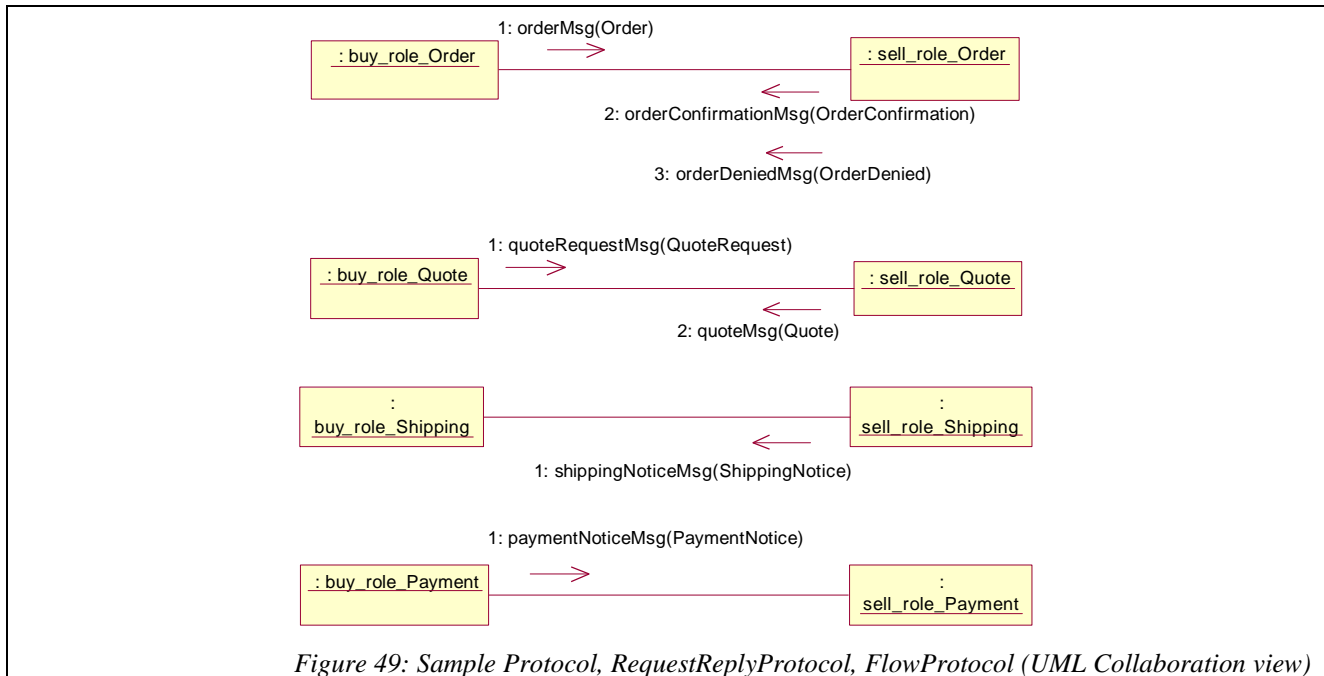 1: orderMsg(Order)
: buy_role_Order
: sell_role_Order
2: orderConfirmationMsg(OrderConfirmation)
3: orderDeniedMsg(OrderDenied)
1: quoteRequestMsg(QuoteRequest)
: buy_role_Quote
: sell_role_Quote
2: quoteMsg(Quote)
:
buy_role_Shipping
:
sell_role_Shipping
1: shippingNoticeMsg(ShippingNotice)
1: paymentNoticeMsg(PaymentNotice)
: buy_role_Payment
:
sell_role_Payment
Figure 49: Sample Protocol, RequestReplyProtocol, FlowProtocol (UML Collaboration view)